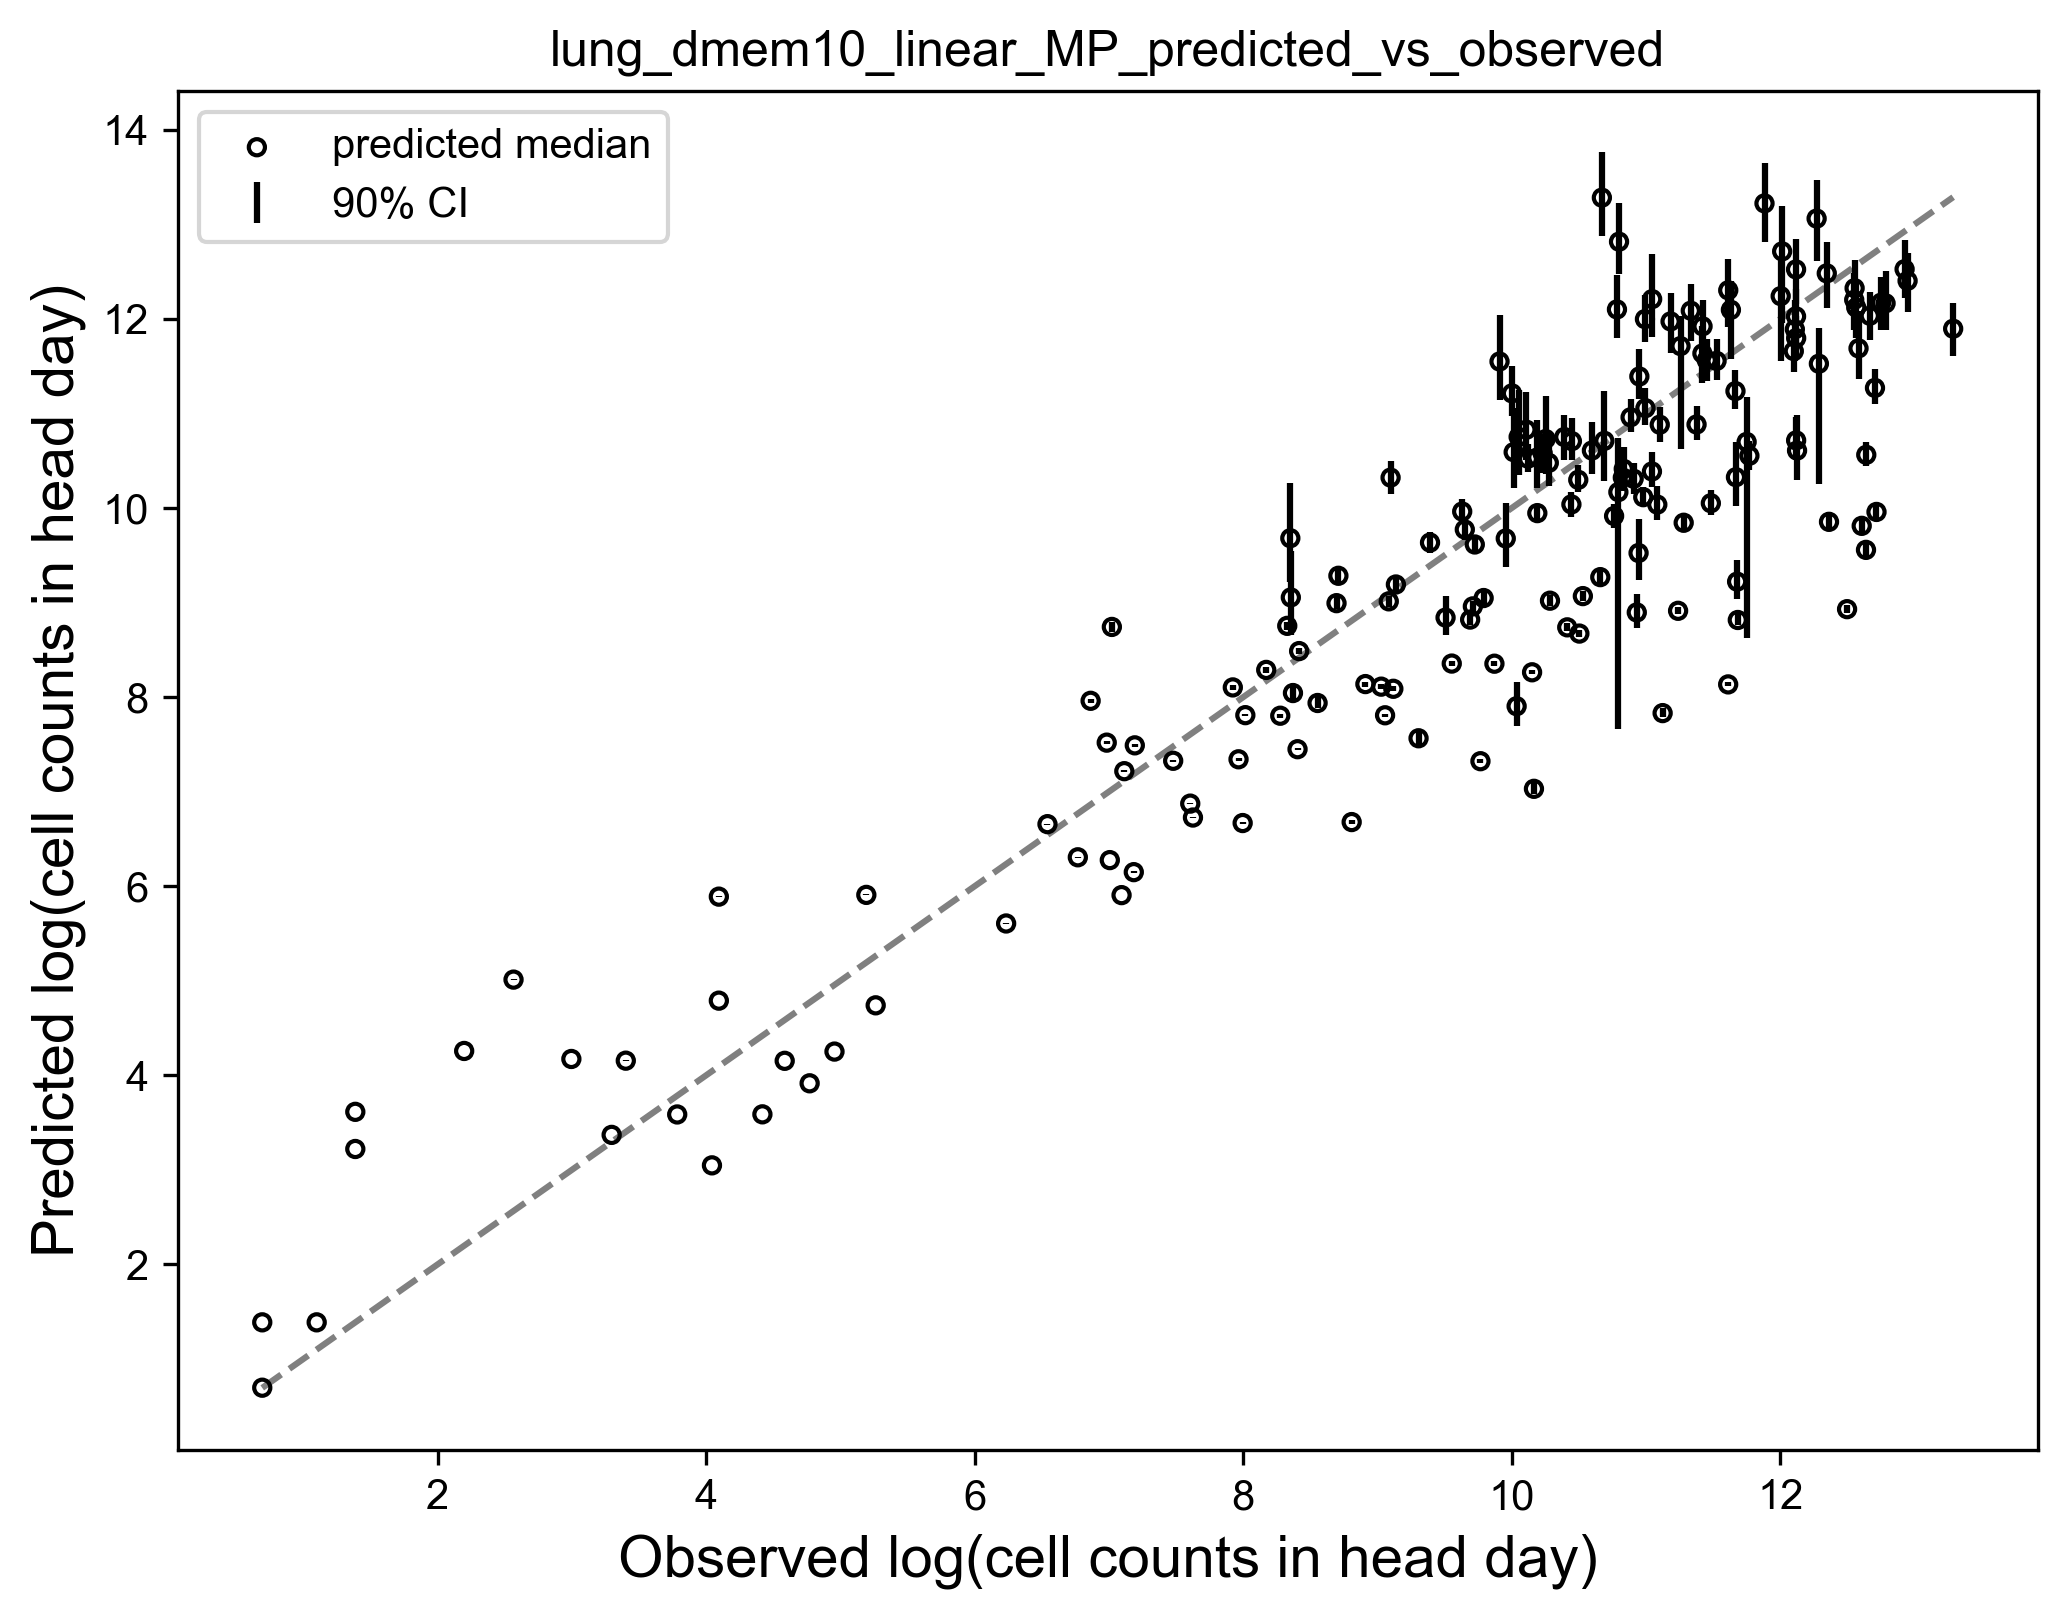 lung_dmem10_linear_MP_predicted_vs_observed
predicted median
90% CI
Predicted log(cell counts in head day)
14
12
10
8
6
4
2
2 4 6 8 10 12
Observed log(cell counts in head day)